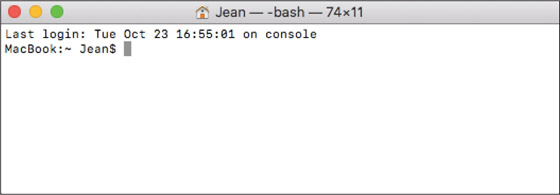 Jean — -bash — 74×11
Last login: Tue Oct 23 16:55:01 on console
MacBook:~ Jean$